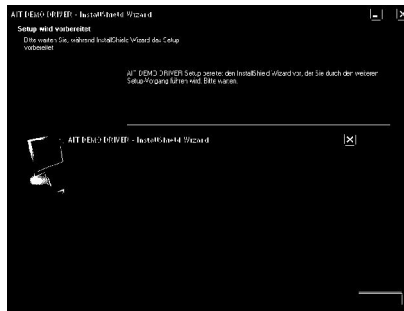 AIT DEMO DRIVER - InstallShield Wizard
Setup wird vorbereitet
Bitte warten Sie, während InstallShield Wizard das Setup
vorbereitet
AIT DEMO DRIVER Setup bereitet den InstallShield Wizard vor, der Sie durch den weiteren
Setup-Vorgang führen wird. Bitte warten.
AIT DEMO DRIVER - InstallShield Wizard